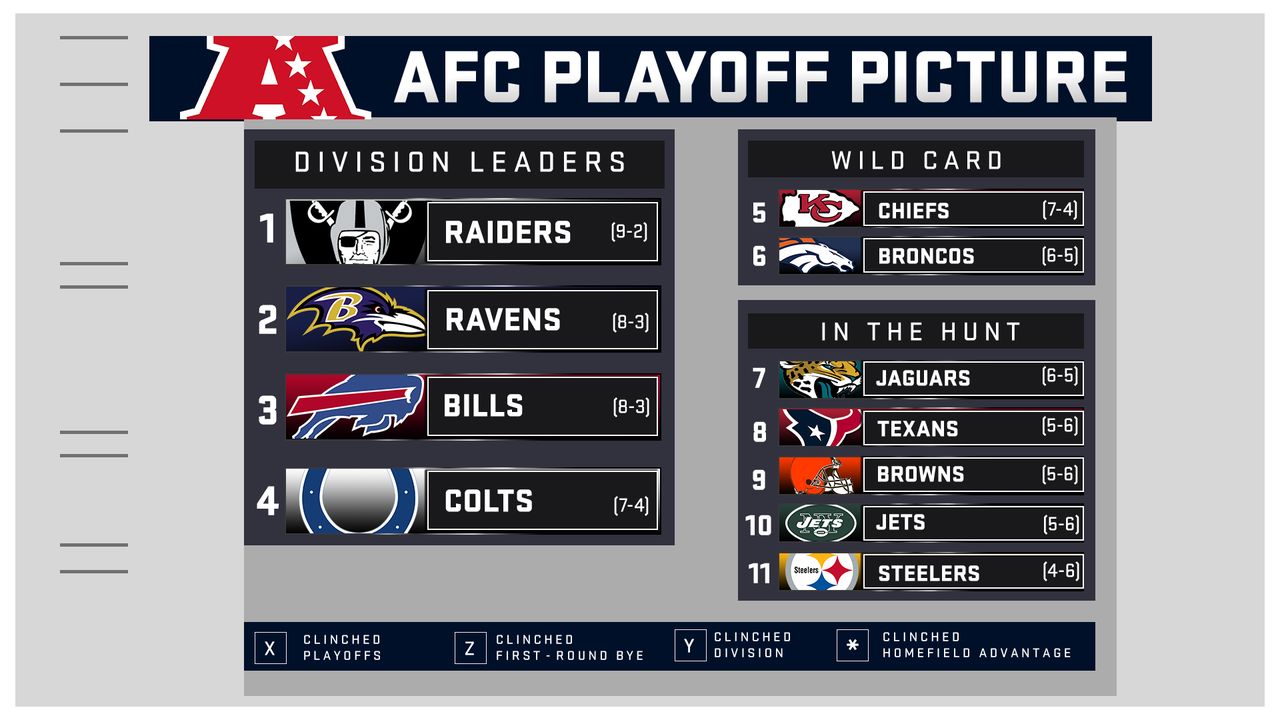 AFC PLAYOFF PICTURE
DIVISION LEADERS
1 RAIDERS (9-2)
2 B RAVENS (8-3)
3 BILLS (8-3)
4 COLTS (7-4)
WILD CARD
5 KC CHIEFS (7-4)
6 BRONCOS (6-5)
IN THE HUNT
7 JAGUARS (6-5)
8 TEXANS (5-6)
9 BROWNS (5-6)
10 NY JETS JETS (5-6)
11 Steelers STEELERS (4-6)
X CLINCHED
PLAYOFFS
Z CLINCHED
FIRST-ROUND BYE
Y CLINCHED
DIVISION
* CLINCHED
HOMEFIELD ADVANTAGE